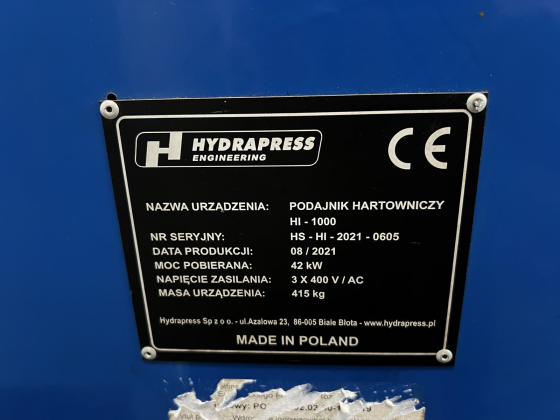 H HYDRAPRESS
ENGINEERING
CE
NAZWA URZĄDZENIA: PODAJNIK HARTOWNICZY
HI - 1000
NR SERYJNY: HS - HI - 2021 - 0605
DATA PRODUKCJI: 08 / 2021
MOC POBIERANA: 42 kW
NAPIĘCIE ZASILANIA: 3 X 400 V / AC
MASA URZĄDZENIA: 415 kg
Hydrapress Sp z o o. - ul.Azalowa 23, 86-005 Białe Błota - www.hydrapress.pl
MADE IN POLAND